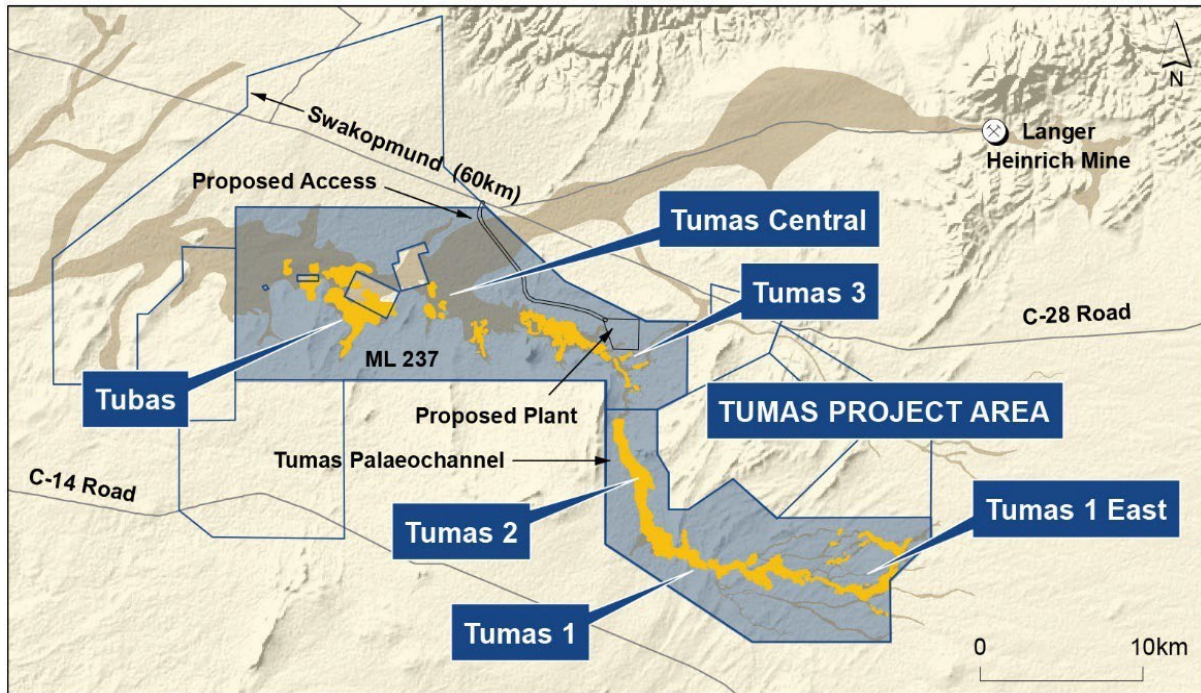 N
Langer
Heinrich Mine
Swakopmund (60km)
Proposed Access
Tumas Central
Tumas 3
C-28 Road
ML 237
Tubas
Proposed Plant
TUMAS PROJECT AREA
Tumas Palaeochannel
C-14 Road
Tumas 2
Tumas 1 East
Tumas 1
0 10km